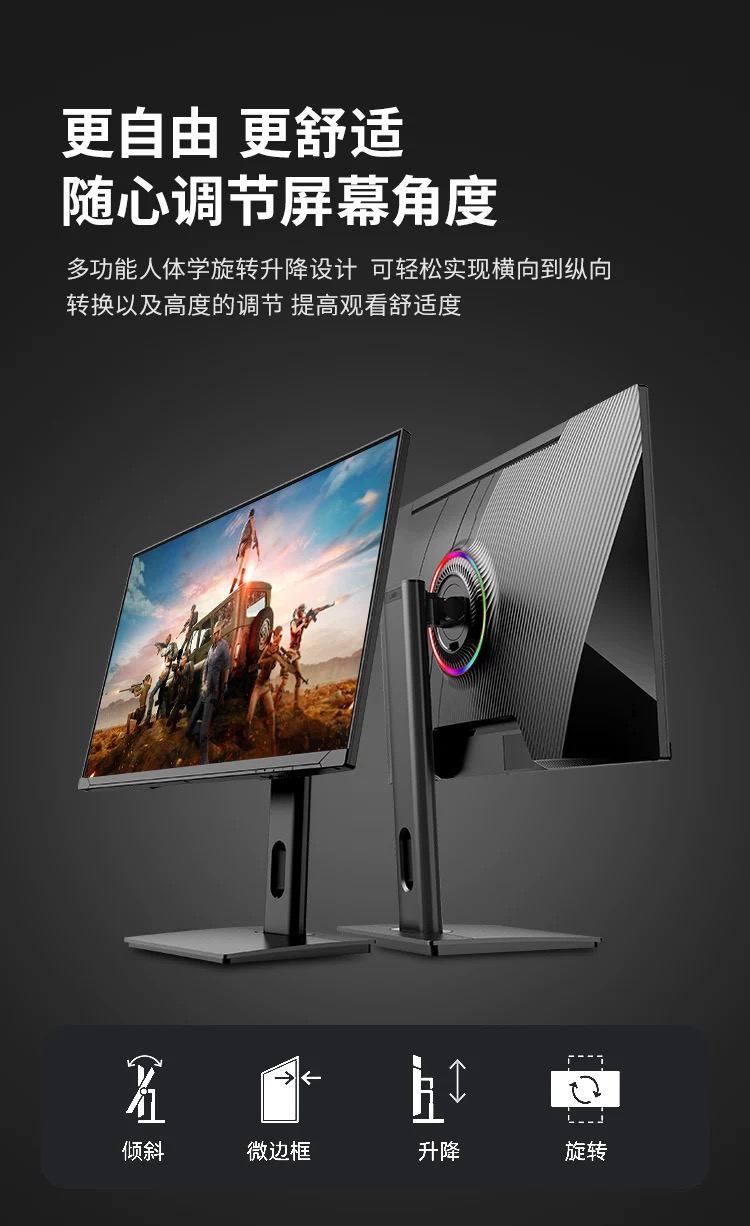 更自由 更舒适
随心调节屏幕角度
多功能人体学旋转升降设计 可轻松实现横向到纵向
转换以及高度的调节 提高观看舒适度
倾斜 微边框 升降 旋转